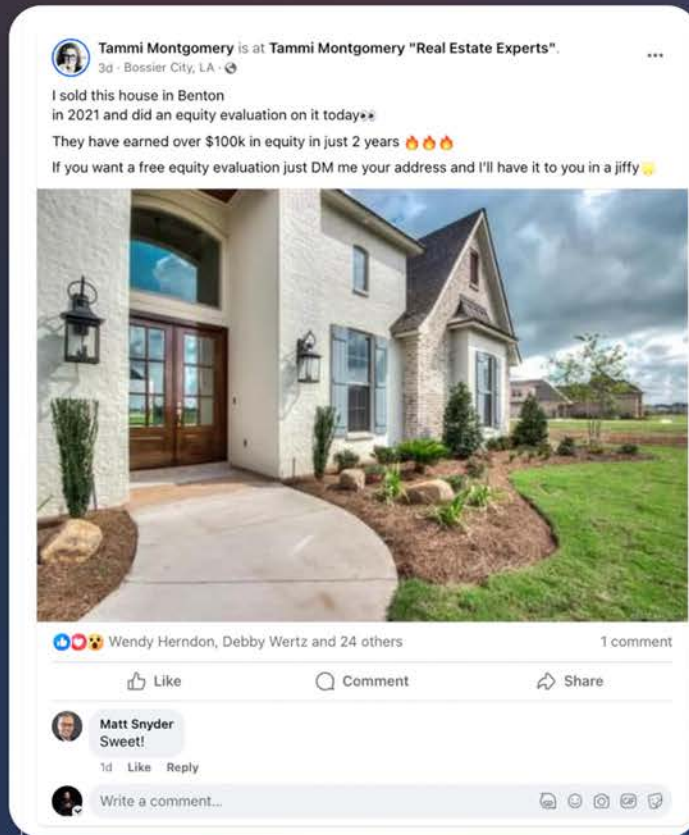 Tammi Montgomery is at Tammi Montgomery "Real Estate Experts".
3d · Bossier City, LA ·
I sold this house in Benton
in 2021 and did an equity evaluation on it today👀
They have earned over $100k in equity in just 2 years 🔥🔥🔥
If you want a free equity evaluation just DM me your address and I'll have it to you in a jiffy
Wendy Herndon, Debby Wertz and 24 others 1 comment
Like Comment Share
Matt Snyder
Sweet!
1d Like Reply
Write a comment... GIF